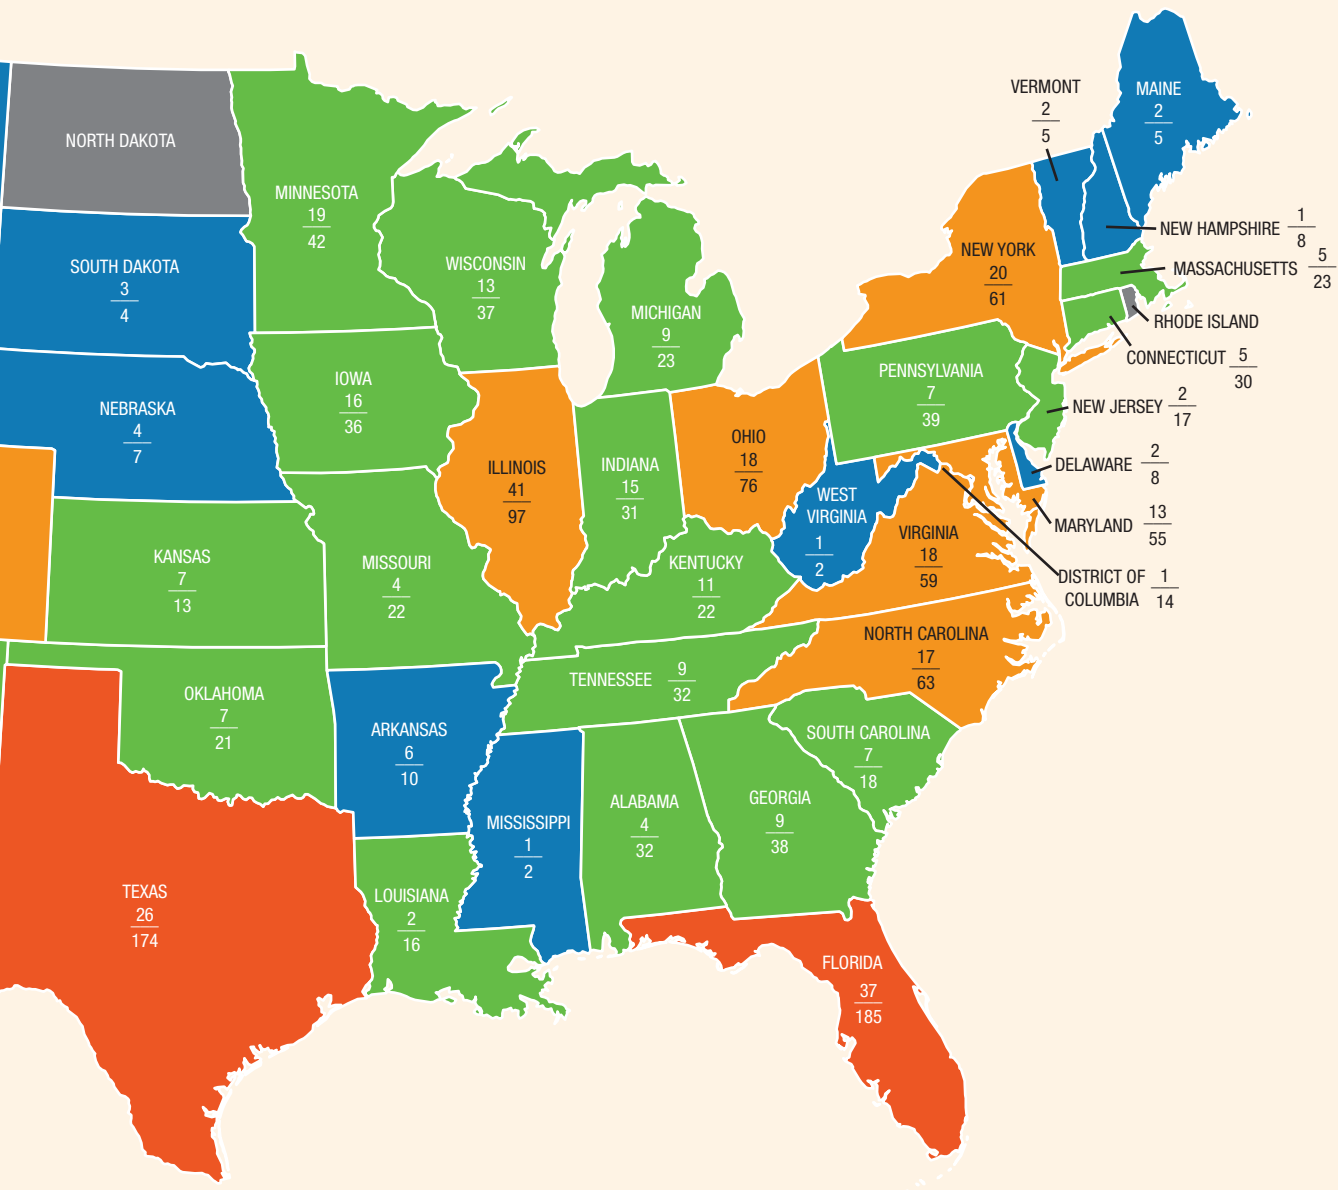 VERMONT
2
5
MAINE
2
5
NORTH DAKOTA
MINNESOTA
19
42
NEW HAMPSHIRE
1
8
SOUTH DAKOTA
3
4
WISCONSIN
13
37
NEW YORK
20
61
MASSACHUSETTS
5
23
MICHIGAN
9
23
RHODE ISLAND
CONNECTICUT
5
30
IOWA
16
36
PENNSYLVANIA
7
39
NEBRASKA
4
7
NEW JERSEY
2
17
ILLINOIS
41
97
INDIANA
15
31
OHIO
18
76
DELAWARE
2
8
WEST
VIRGINIA
1
2
MARYLAND
13
55
VIRGINIA
18
59
KANSAS
7
13
MISSOURI
4
22
KENTUCKY
11
22
DISTRICT OF
COLUMBIA
1
14
NORTH CAROLINA
17
63
TENNESSEE
9
32
OKLAHOMA
7
21
ARKANSAS
6
10
SOUTH CAROLINA
7
18
MISSISSIPPI
1
2
ALABAMA
4
32
GEORGIA
9
38
TEXAS
26
174
LOUISIANA
2
16
FLORIDA
37
185